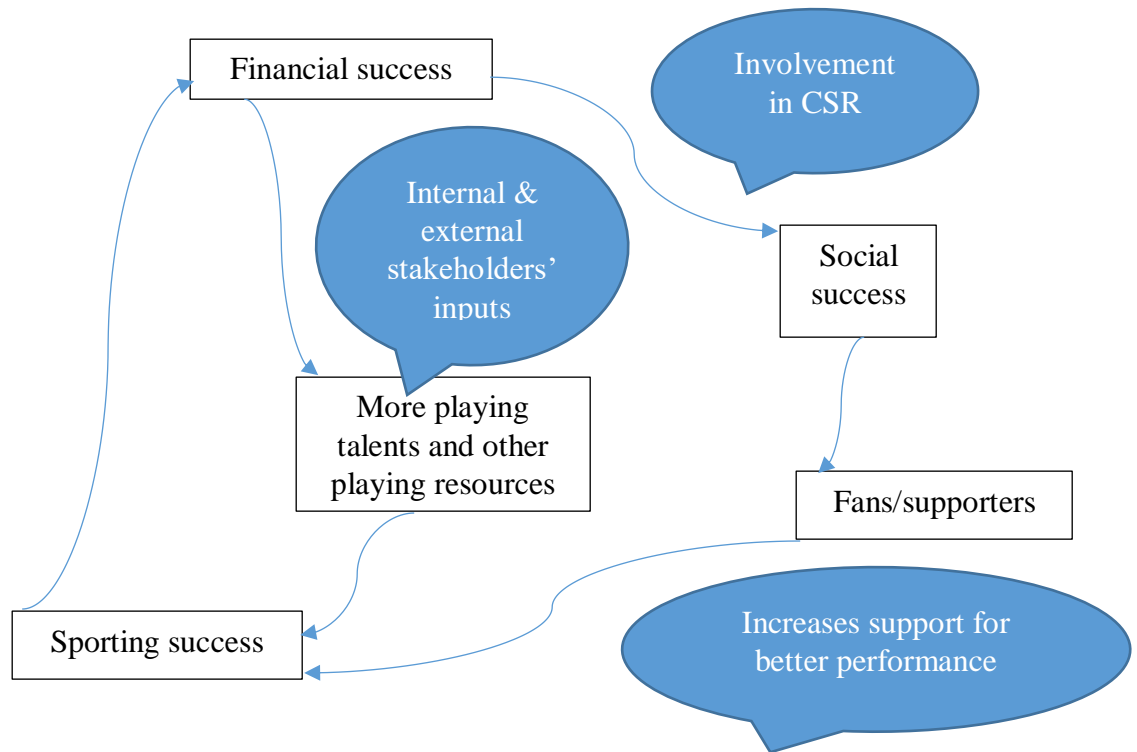 Financial success
Involvement
in CSR
Internal &
external
stakeholders’
inputs
Social
success
More playing
talents and other
playing resources
Fans/supporters
Sporting success
Increases support for
better performance